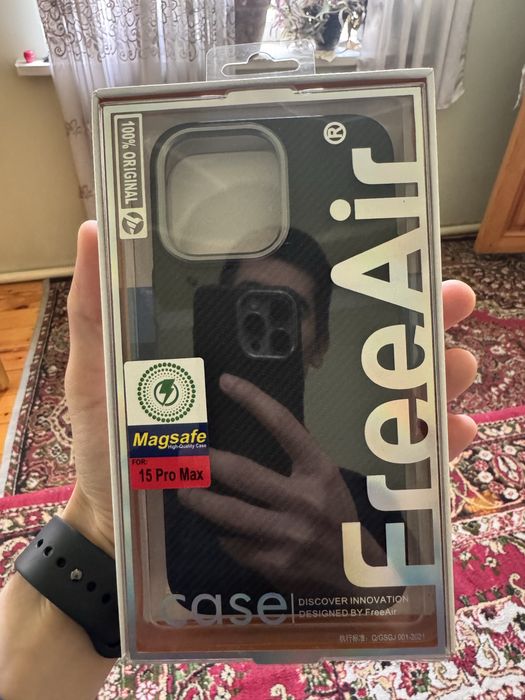 100% ORIGINAL
FreeAir®
Magsafe
High-Quality Case
FOR:
15 Pro Max
case
DISCOVER INNOVATION
DESIGNED BY FreeAir
执行标准: Q/GSGJ 001-2021